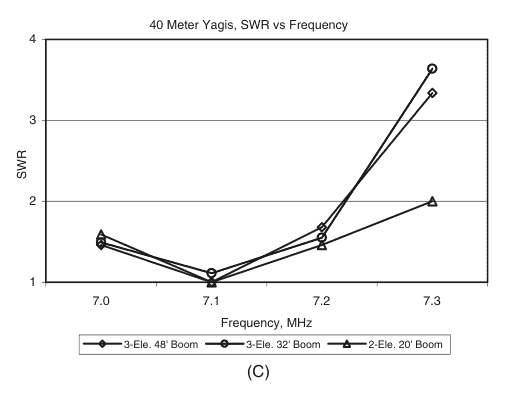 40 Meter Yagis, SWR vs Frequency
4
3
SWR
2
1
7.0 7.1 7.2 7.3
Frequency, MHz
3-Ele. 48' Boom 3-Ele. 32' Boom 2-Ele. 20' Boom
(C)